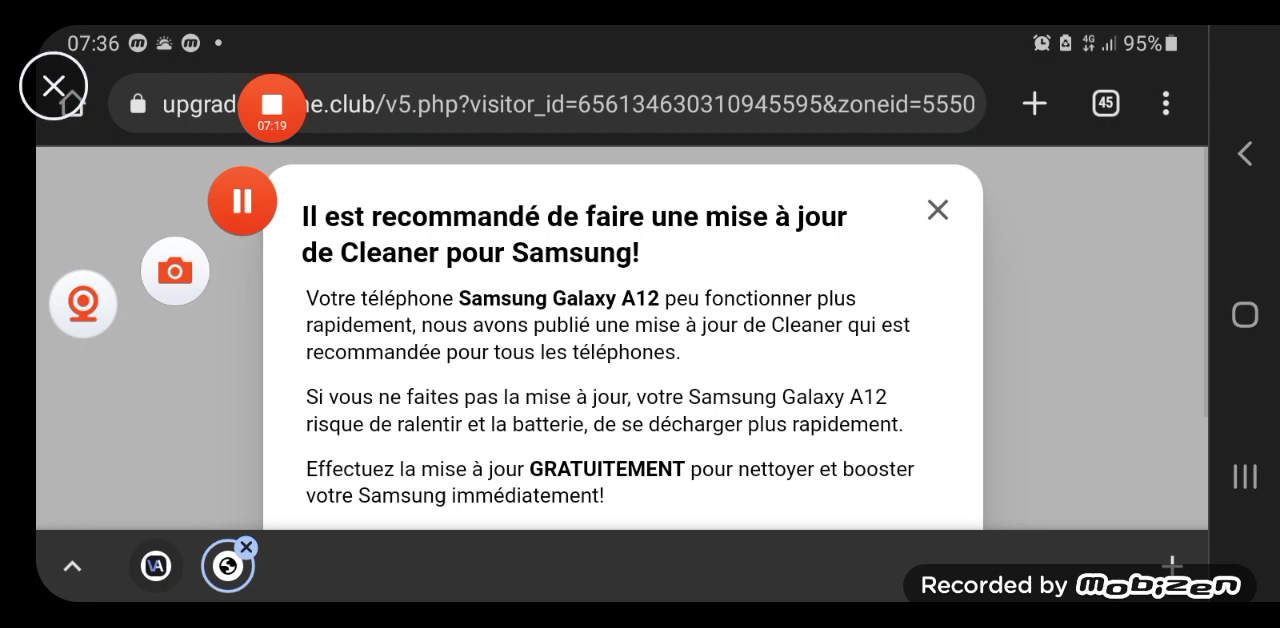 07:36
4G
95%
upgrad
he.club/v5.php?visitor_id=656134630310945595&zoneid=5550
45
07:19
Il est recommandé de faire une mise à jour
de Cleaner pour Samsung!
Votre téléphone Samsung Galaxy A12 peu fonctionner plus
rapidement, nous avons publié une mise à jour de Cleaner qui est
recommandée pour tous les téléphones.
Si vous ne faites pas la mise à jour, votre Samsung Galaxy A12
risque de ralentir et la batterie, de se décharger plus rapidement.
Effectuez la mise à jour GRATUITEMENT pour nettoyer et booster
votre Samsung immédiatement!
VA
Recorded by mobizen